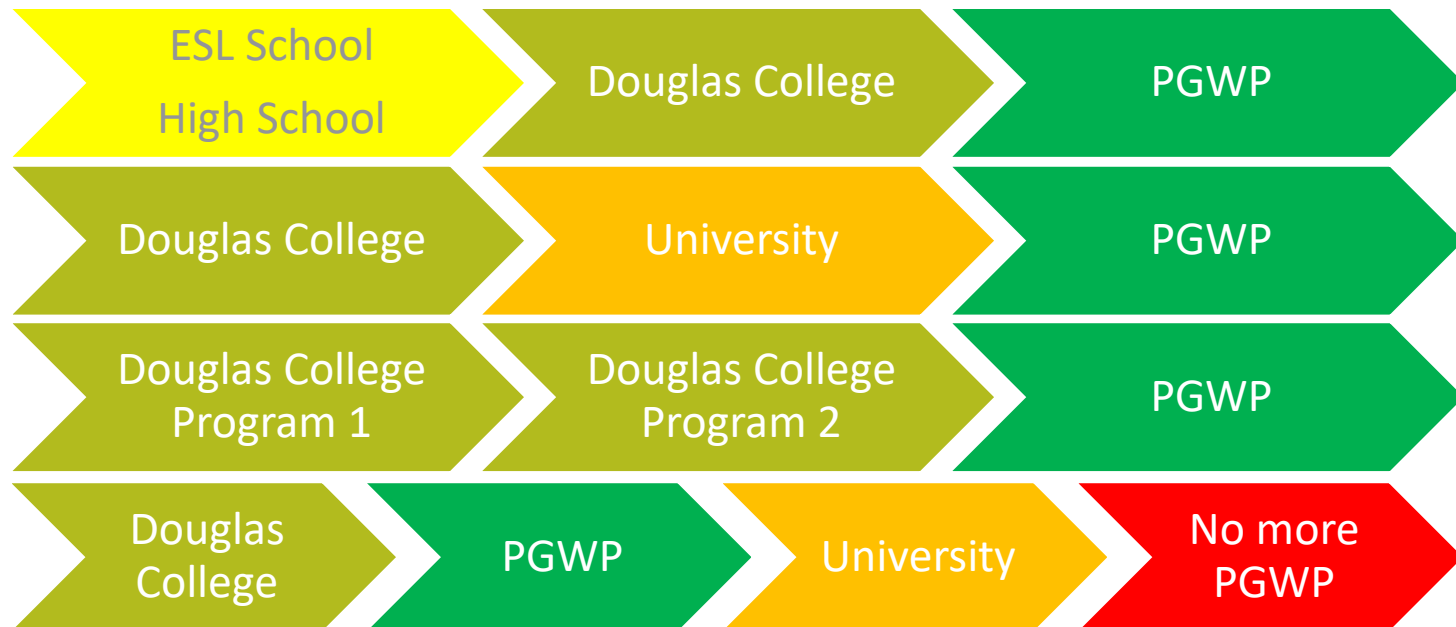 ESL School
High School
Douglas College
PGWP
Douglas College
University
PGWP
Douglas College
Program 1
Douglas College
Program 2
PGWP
Douglas
College
PGWP
University
No more
PGWP